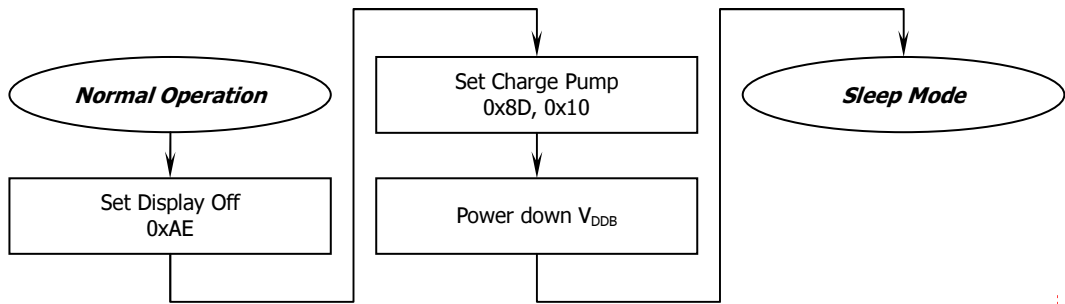 Normal Operation
Set Display Off
0xAE
Set Charge Pump
0x8D, 0x10
Power down VDDB
Sleep Mode